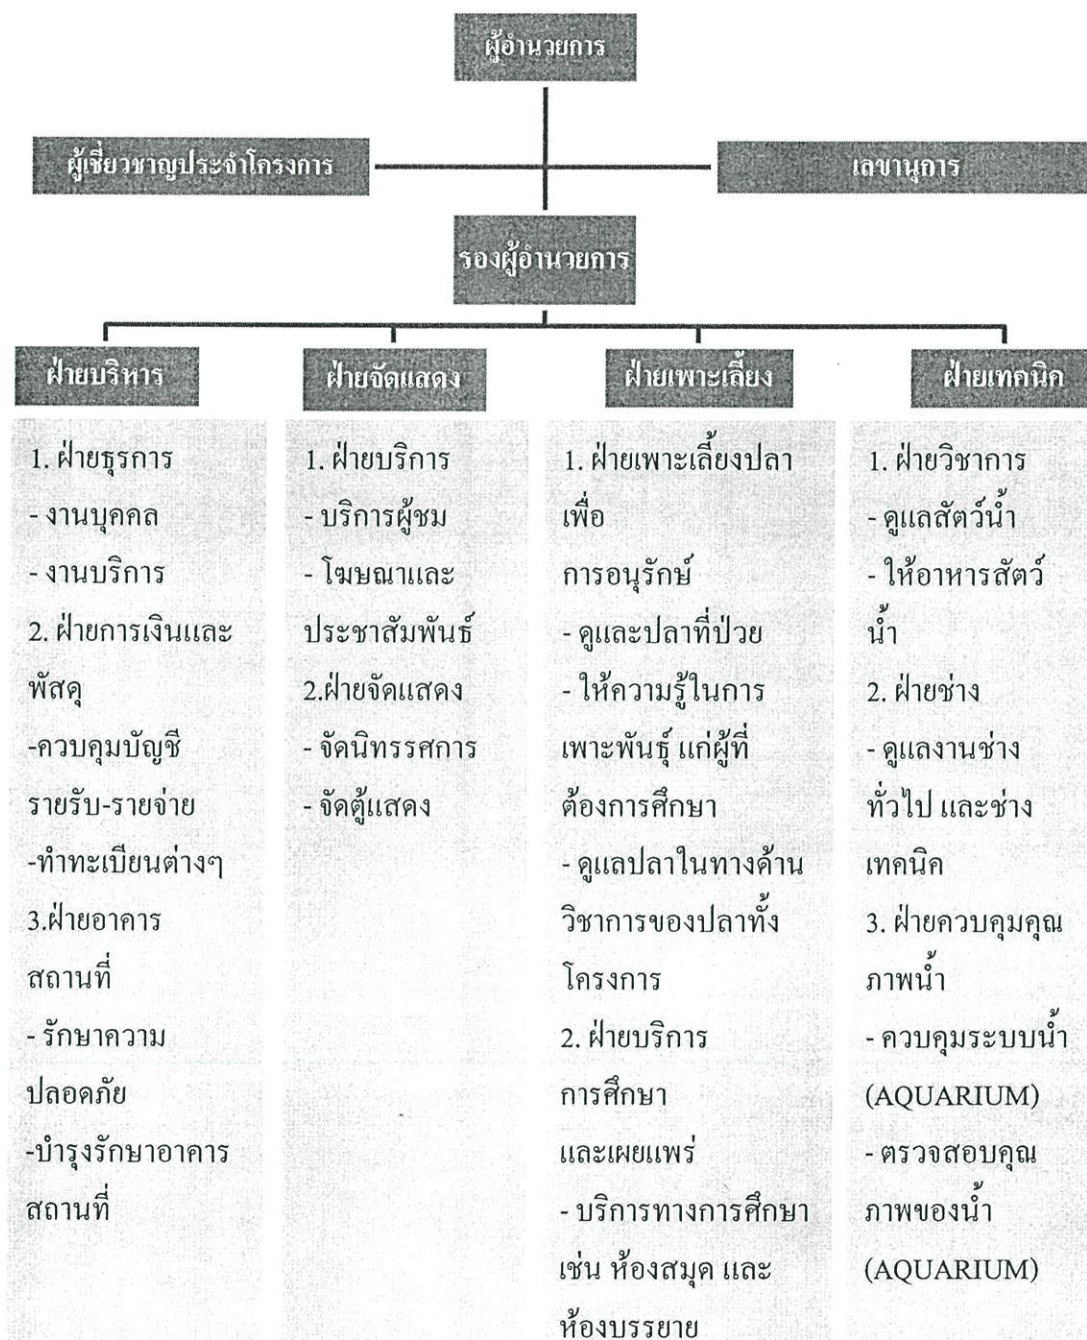 ผู้อำนวยการ
ผู้เชี่ยวชาญประจำโครงการ
เลขานุการ
รองผู้อำนวยการ
ฝ่ายบริหาร
1. ฝ่ายธุรการ
- งานบุคคล
- งานบริการ
2. ฝ่ายการเงินและ
พัสดุ
-ควบคุมบัญชี
รายรับ-รายจ่าย
-ทำทะเบียนต่างๆ
3.ฝ่ายอาคาร
สถานที่
- รักษาความ
ปลอดภัย
-บำรุงรักษาอาคาร
สถานที่
ฝ่ายจัดแสดง
1. ฝ่ายบริการ
- บริการผู้ชม
- โฆษณาและ
ประชาสัมพันธ์
2.ฝ่ายจัดแสดง
- จัดนิทรรศการ
- จัดตู้แสดง
ฝ่ายเพาะเลี้ยง
1. ฝ่ายเพาะเลี้ยงปลา
เพื่อ
การอนุรักษ์
- ดูและปลาที่ป่วย
- ให้ความรู้ในการ
เพาะพันธุ์ แก่ผู้ที่
ต้องการศึกษา
- ดูแลปลาในทางด้าน
วิชาการของปลาทั้ง
โครงการ
2. ฝ่ายบริการ
การศึกษา
และเผยแพร่
- บริการทางการศึกษา
เช่น ห้องสมุด และ
ห้องบรรยาย
ฝ่ายเทคนิค
1. ฝ่ายวิชาการ
- ดูแลสัตว์น้ำ
- ให้อาหารสัตว์
น้ำ
2. ฝ่ายช่าง
- ดูแลงานช่าง
ทั่วไป และช่าง
เทคนิค
3. ฝ่ายควบคุมคุณ
ภาพน้ำ
- ควบคุมระบบน้ำ
(AQUARIUM)
- ตรวจสอบคุณ
ภาพของน้ำ
(AQUARIUM)